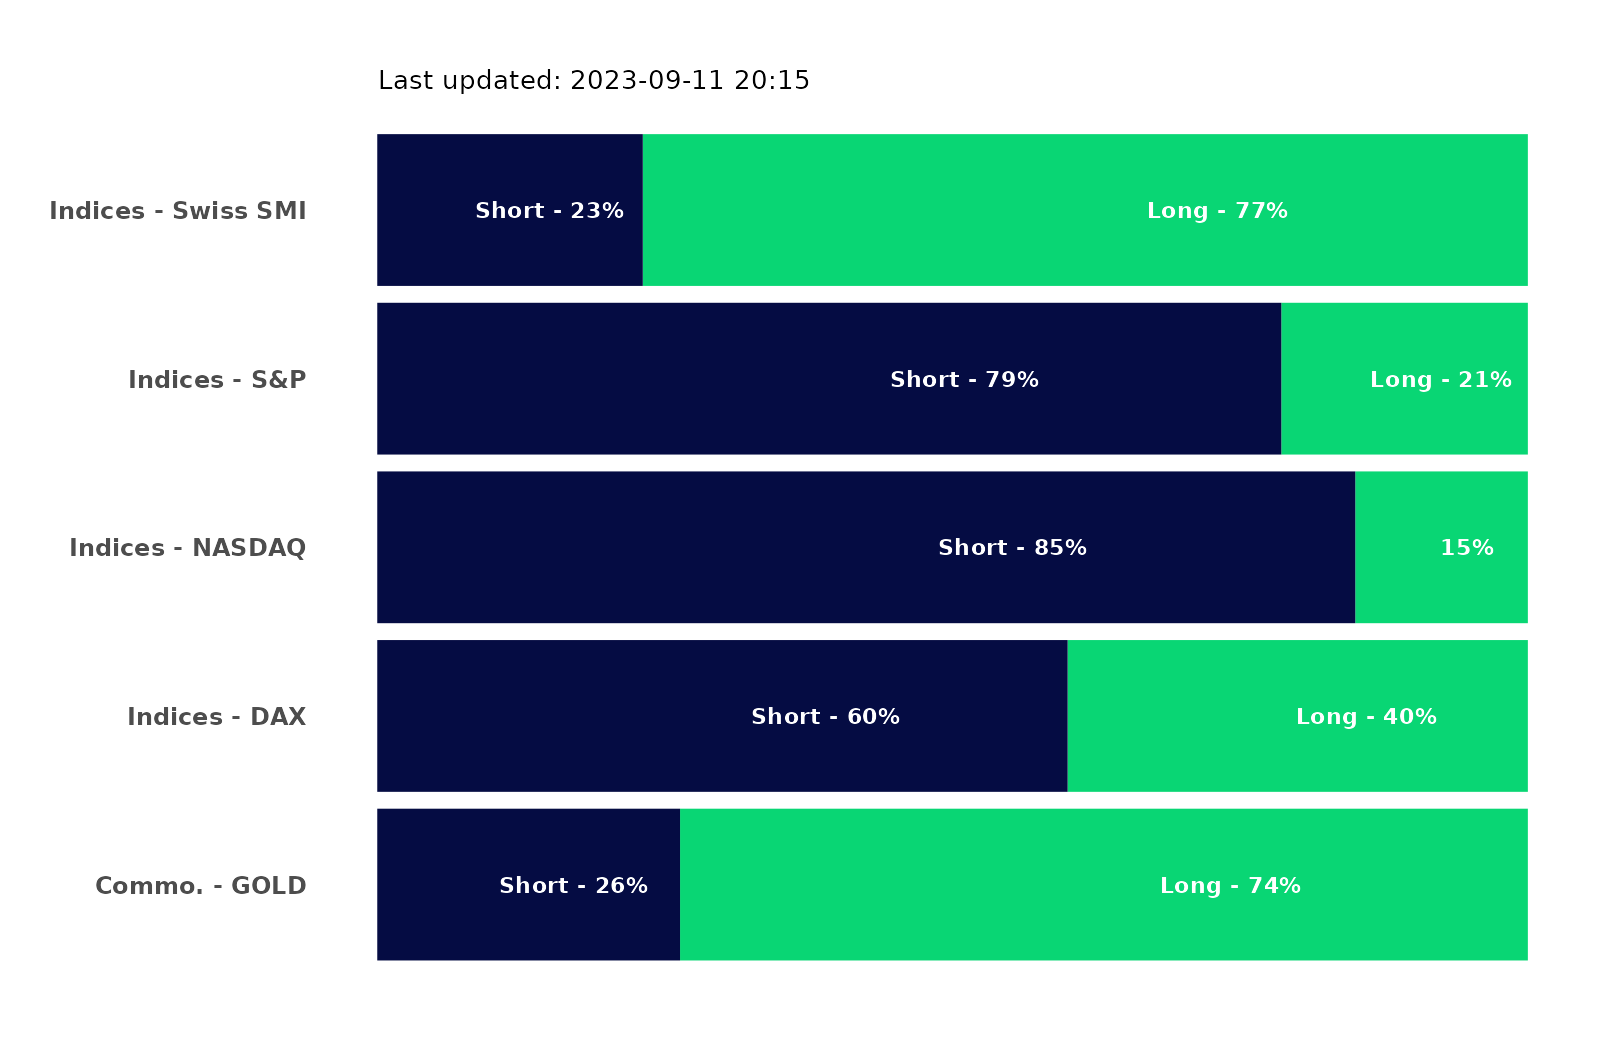 Last updated: 2023-09-11 20:15
Indices - Swiss SMI Short - 23% Long - 77%
Indices - S&P Short - 79% Long - 21%
Indices - NASDAQ Short - 85% 15%
Indices - DAX Short - 60% Long - 40%
Commo. - GOLD Short - 26% Long - 74%